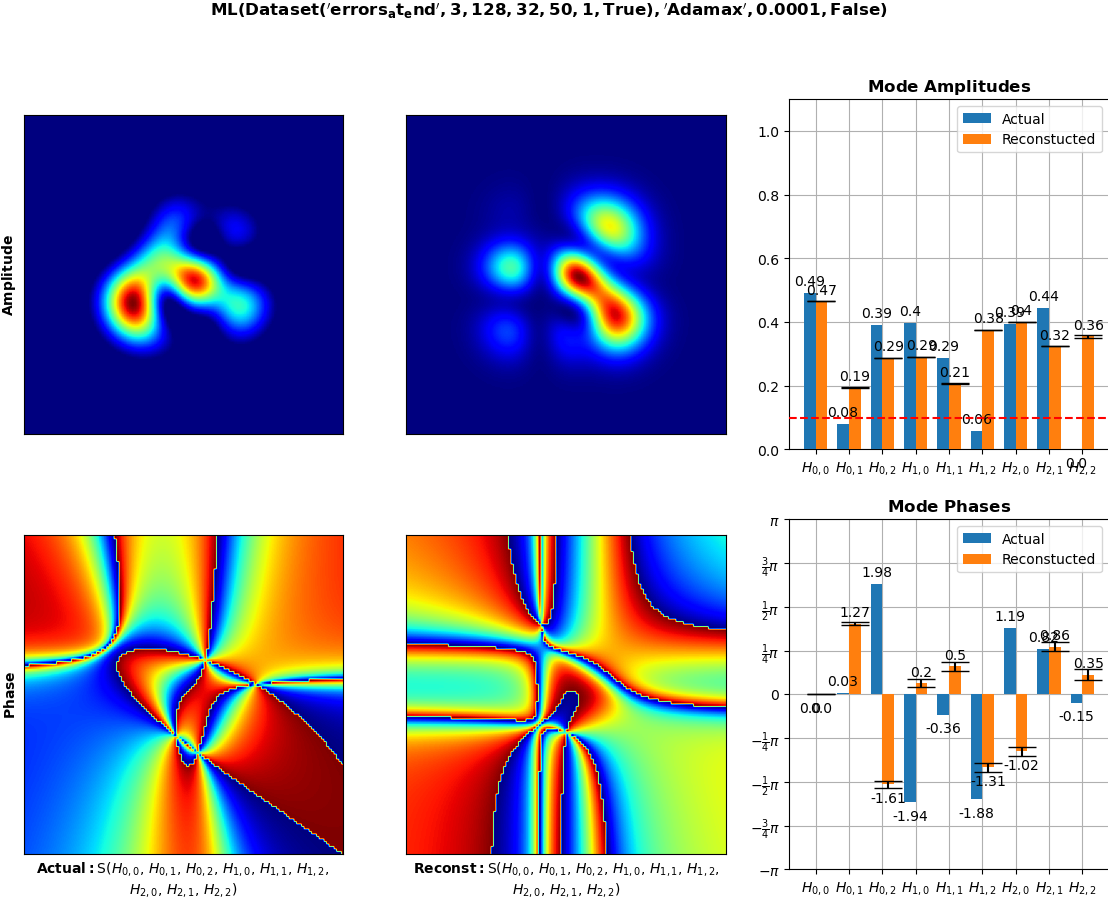 ML(Dataset('errors_at_end', 3, 128, 32, 50, 1, True), 'Adamax', 0.0001, False)
Amplitude
Mode Amplitudes
Actual
Reconstucted
1.0
0.8
0.6
0.4
0.2
0.0
0.49
0.47
0.08
0.19
0.39
0.29
0.4
0.29
0.29
0.21
0.06
0.38
0.39
0.4
0.44
0.32
0.0
0.36
H0,0 H0,1 H0,2 H1,0 H1,1 H1,2 H2,0 H2,1 H2,2
Phase
Actual: S(H0,0, H0,1, H0,2, H1,0, H1,1, H1,2,
H2,0, H2,1, H2,2)
Reconst: S(H0,0, H0,1, H0,2, H1,0, H1,1, H1,2,
H2,0, H2,1, H2,2)
Mode Phases
Actual
Reconstucted
π
3/4π
1/2π
1/4π
0
−1/4π
−1/2π
−3/4π
−π
0.0
0.0
0.03
1.27
1.98
-1.61
-1.94
0.2
-0.36
0.5
-1.88
-1.31
1.19
-1.02
0.82
0.86
-0.15
0.35
H0,0 H0,1 H0,2 H1,0 H1,1 H1,2 H2,0 H2,1 H2,2